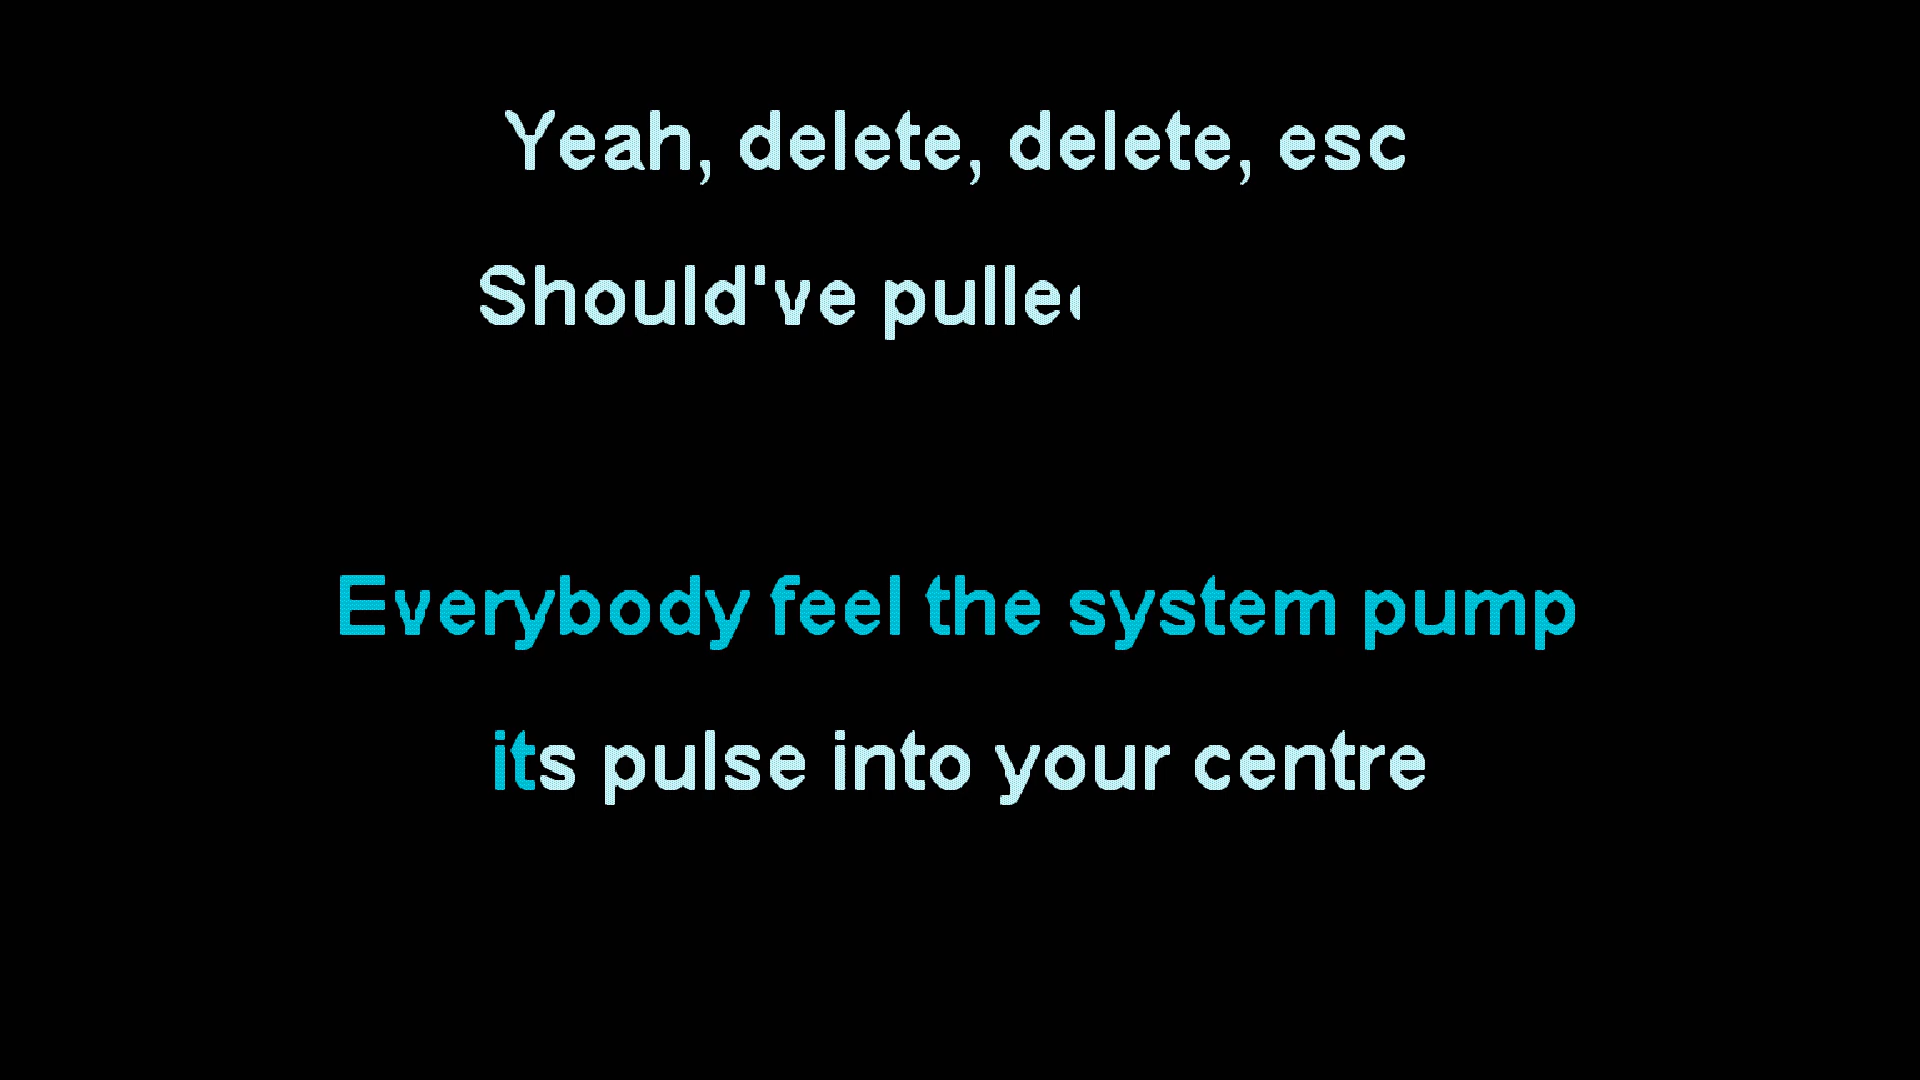 Yeah, delete, delete, esc
Should've pulle
Everybody feel the system pump
its pulse into your centre